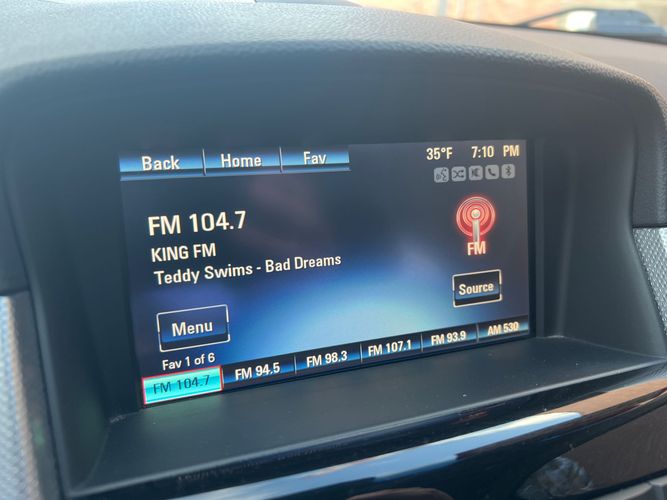 Back Home Fav 35°F 7:10 PM
FM 104.7
KING FM
Teddy Swims - Bad Dreams
FM
Menu
Source
Fav 1 of 6
FM 104.7 FM 94.5 FM 98.3 FM 107.1 FM 93.9 AM 530